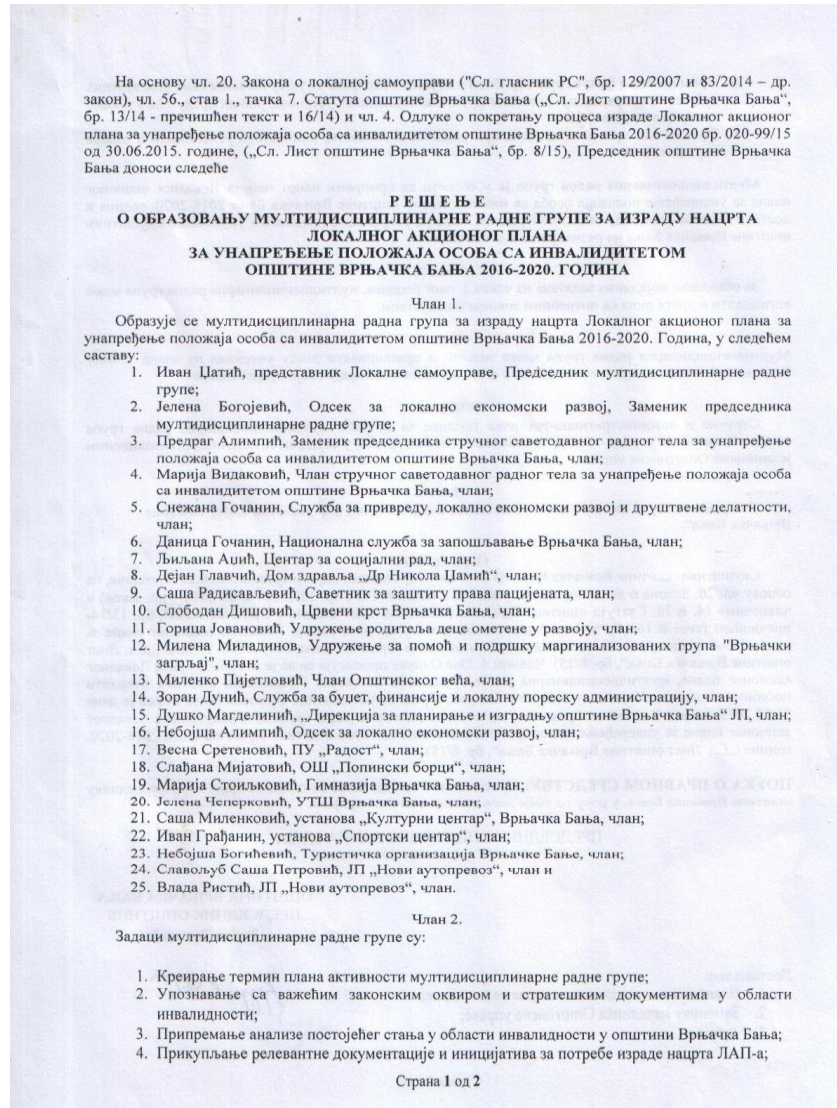 На основу чл. 20. Закона о локалној самоуправи ("Сл. гласник РС", бр. 129/2007 и 83/2014 – др.
закон), чл. 56., став 1., тачка 7. Статута општине Врњачка Бања („Сл. Лист општине Врњачка Бања“,
бр. 13/14 - пречишћен текст и 16/14) и чл. 4. Одлуке о покретању процеса израде Локалног акционог
плана за унапређење положаја особа са инвалидитетом општине Врњачка Бања 2016-2020 бр. 020-99/15
од 30.06.2015. године, („Сл. Лист општине Врњачка Бања“, бр. 8/15), Председник општине Врњачка
Бања доноси следеће
Р Е Ш Е Њ Е
О ОБРАЗОВАЊУ МУЛТИДИСЦИПЛИНАРНЕ РАДНЕ ГРУПЕ ЗА ИЗРАДУ НАЦРТА
ЛОКАЛНОГ АКЦИОНОГ ПЛАНА
ЗА УНАПРЕЂЕЊЕ ПОЛОЖАЈА ОСОБА СА ИНВАЛИДИТЕТОМ
ОПШТИНЕ ВРЊАЧКА БАЊА 2016-2020. ГОДИНА
Члан 1.
Образује се мултидисциплинарна радна група за израду нацрта Локалног акционог плана за
унапређење положаја особа са инвалидитетом општине Врњачка Бања 2016-2020. Година, у следећем
саставу:
1. Иван Џатић, представник Локалне самоуправе, Председник мултидисциплинарне радне
групе;
2. Јелена Богојевић, Одсек за локално економски развој, Заменик председника
мултидисциплинарне радне групе;
3. Предраг Алимпић, Заменик председника стручног саветодавног радног тела за унапређење
положаја особа са инвалидитетом општине Врњачка Бања, члан;
4. Марија Видаковић, Члан стручног саветодавног радног тела за унапређење положаја особа
са инвалидитетом општине Врњачка Бања, члан;
5. Снежана Гочанин, Служба за привреду, локално економски развој и друштвене делатности,
члан;
6. Даница Гочанин, Национална служба за запошљавање Врњачка Бања, члан;
7. Љиљана Аџић, Центар за социјални рад, члан;
8. Дејан Главчић, Дом здравља „Др Никола Џамић“, члан;
9. Саша Радисављевић, Саветник за заштиту права пацијената, члан;
10. Слободан Дишовић, Црвени крст Врњачка Бања, члан;
11. Горица Јовановић, Удружење родитеља деце ометене у развоју, члан;
12. Милена Миладинов, Удружење за помоћ и подршку маргинализованих група "Врњачки
загрљај", члан;
13. Миленко Пијетловић, Члан Општинског већа, члан;
14. Зоран Дунић, Служба за буџет, финансије и локалну пореску администрацију, члан;
15. Душко Магделинић, „Дирекција за планирање и изградњу општине Врњачка Бања“ ЈП, члан;
16. Небојша Алимпић, Одсек за локално економски развој, члан;
17. Весна Сретеновић, ПУ „Радост“, члан;
18. Слађана Мијатовић, ОШ „Попински борци“, члан;
19. Марија Стоиљковић, Гимназија Врњачка Бања, члан;
20. Јелена Чеперковић, УТШ Врњачка Бања, члан;
21. Саша Миленковић, установа „Културни центар“, Врњачка Бања, члан;
22. Иван Грађанин, установа „Спортски центар“, члан;
23. Небојша Богићевић, Туристичка организација Врњачке Бање, члан;
24. Славољуб Саша Петровић, ЈП „Нови аутопревоз“, члан и
25. Влада Ристић, ЈП „Нови аутопревоз“, члан.
Члан 2.
Задаци мултидисциплинарне радне групе су:
1. Креирање термин плана активности мултидисциплинарне радне групе;
2. Упознавање са важећим законским оквиром и стратешким документима у области
инвалидности;
3. Припремање анализе постојећег стања у области инвалидности у општини Врњачка Бања;
4. Прикупљање релевантне документације и иницијатива за потребе израде нацрта ЛАП-а;
Страна 1 од 2